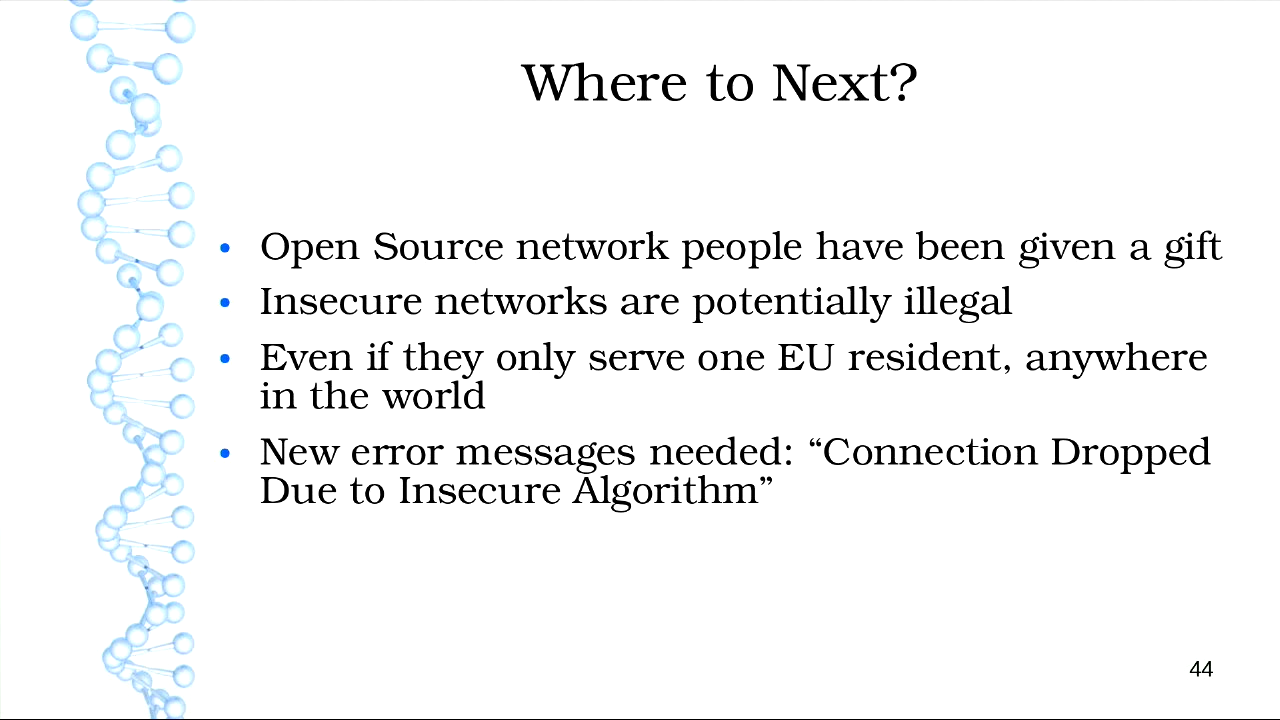 Where to Next?
• Open Source network people have been given a gift
• Insecure networks are potentially illegal
• Even if they only serve one EU resident, anywhere
in the world
• New error messages needed: “Connection Dropped
Due to Insecure Algorithm”
44